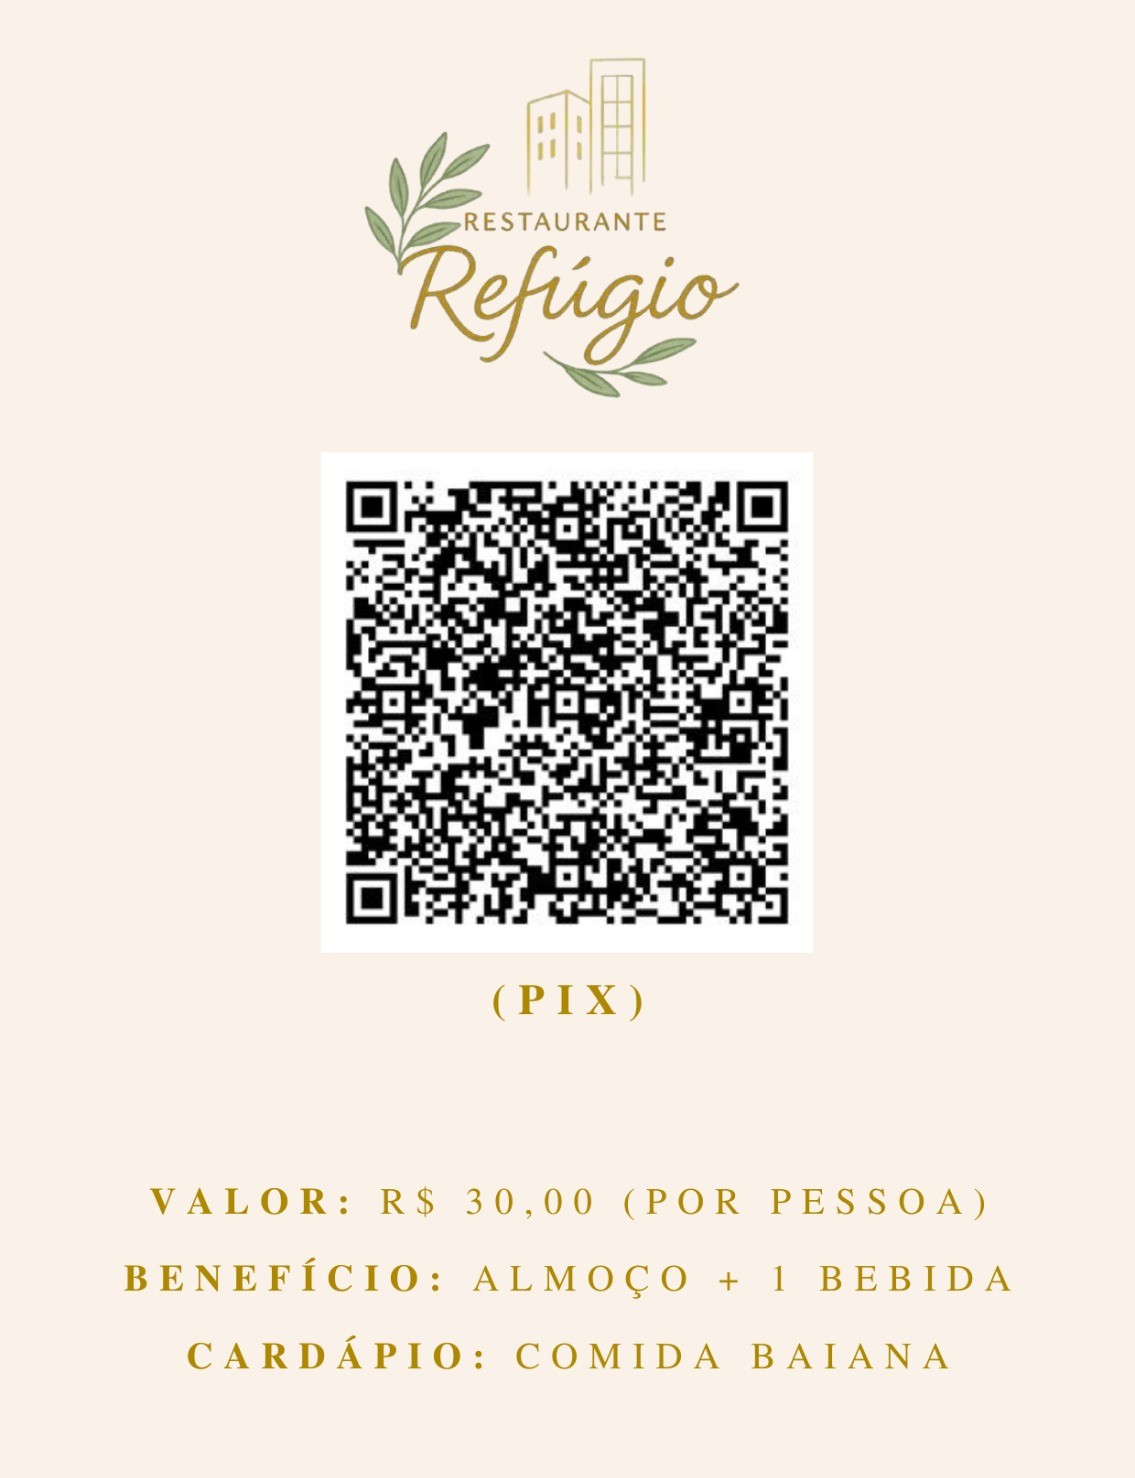 RESTAURANTE
Refúgio
(PIX)
VALOR: R$ 30,00 (POR PESSOA)
BENEFÍCIO: ALMOÇO + 1 BEBIDA
CARDÁPIO: COMIDA BAIANA